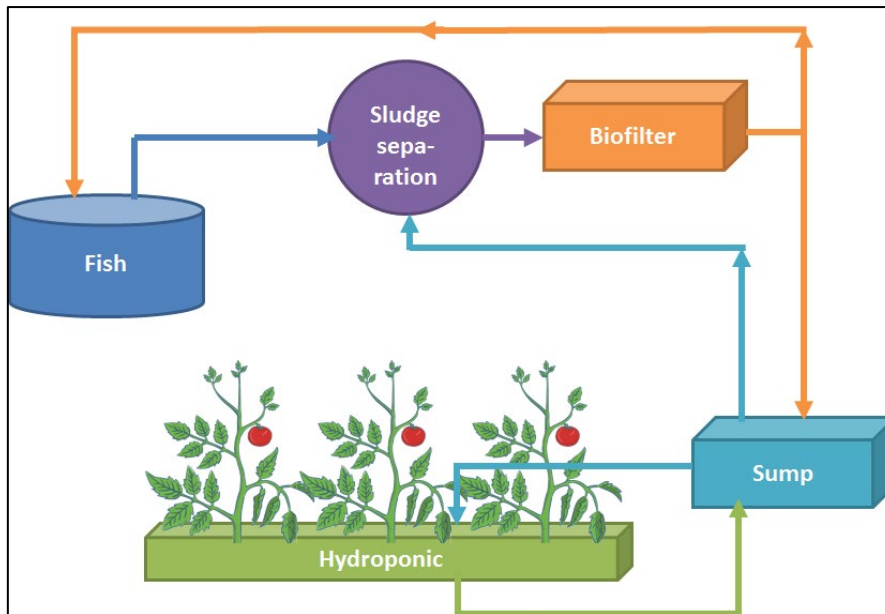 Sludge
sepa-
ration
Biofilter
Fish
Sump
Hydroponic